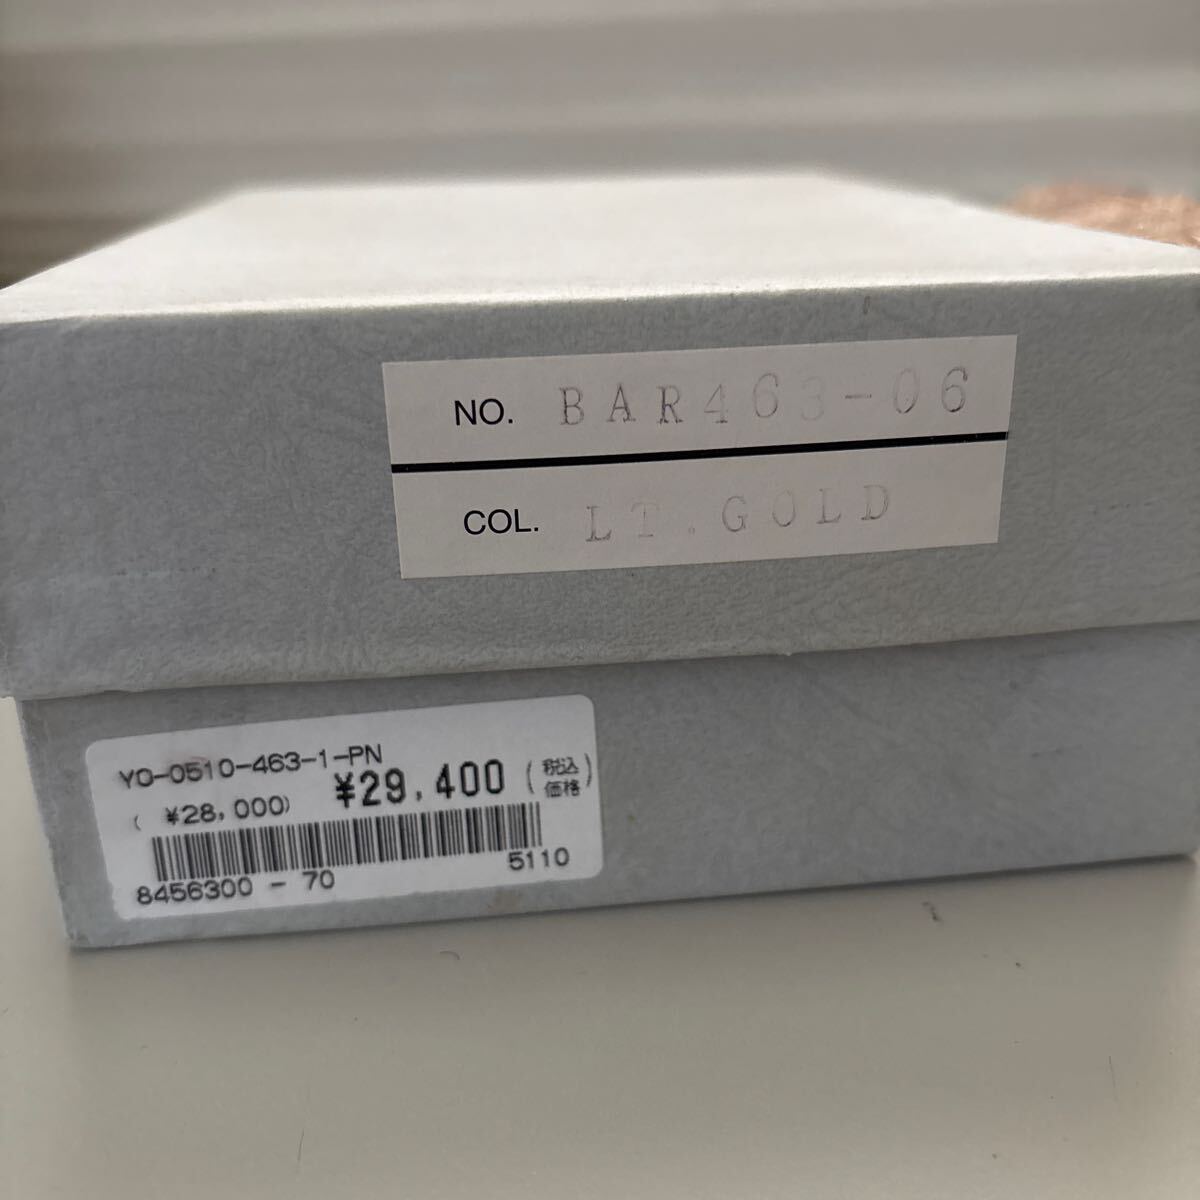 NO. BAR463-06
COL. LT.GOLD
YO-0510-463-1-PN
(¥28,000) ¥29,400 (税込価格)
5110
8456300-70